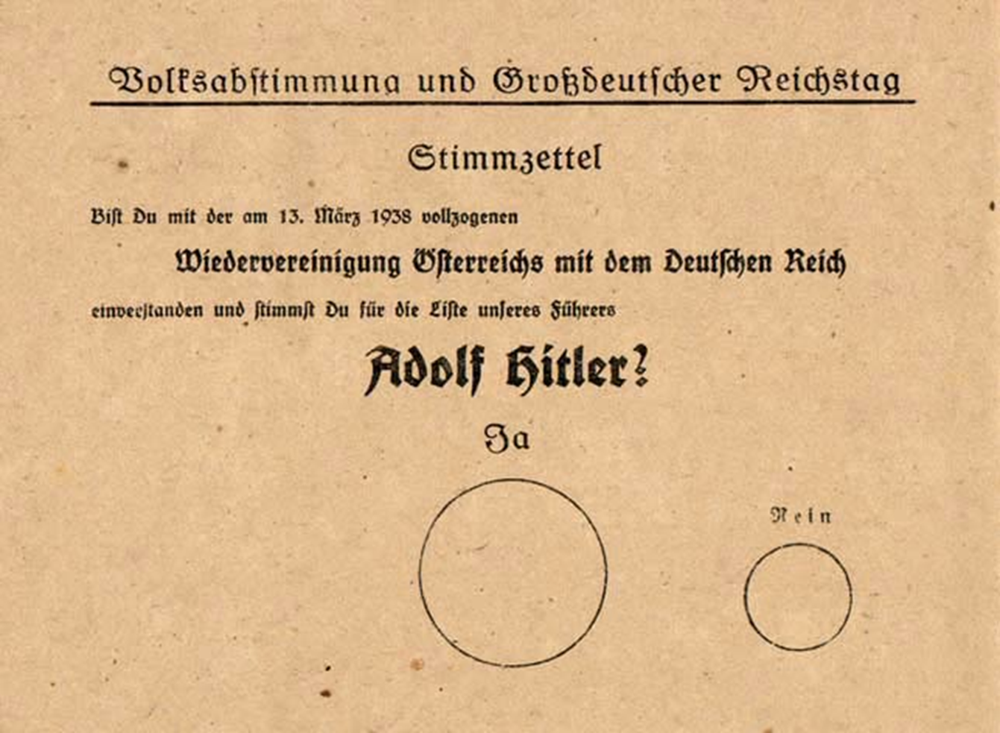 Volksabstimmung und Großdeutscher Reichstag
Stimmzettel
Bist Du mit der am 13. März 1938 vollzogenen
Wiedervereinigung Österreichs mit dem Deutschen Reich
einverstanden und stimmst Du für die Liste unseres Führers
Adolf Hitler?
Ja
Nein